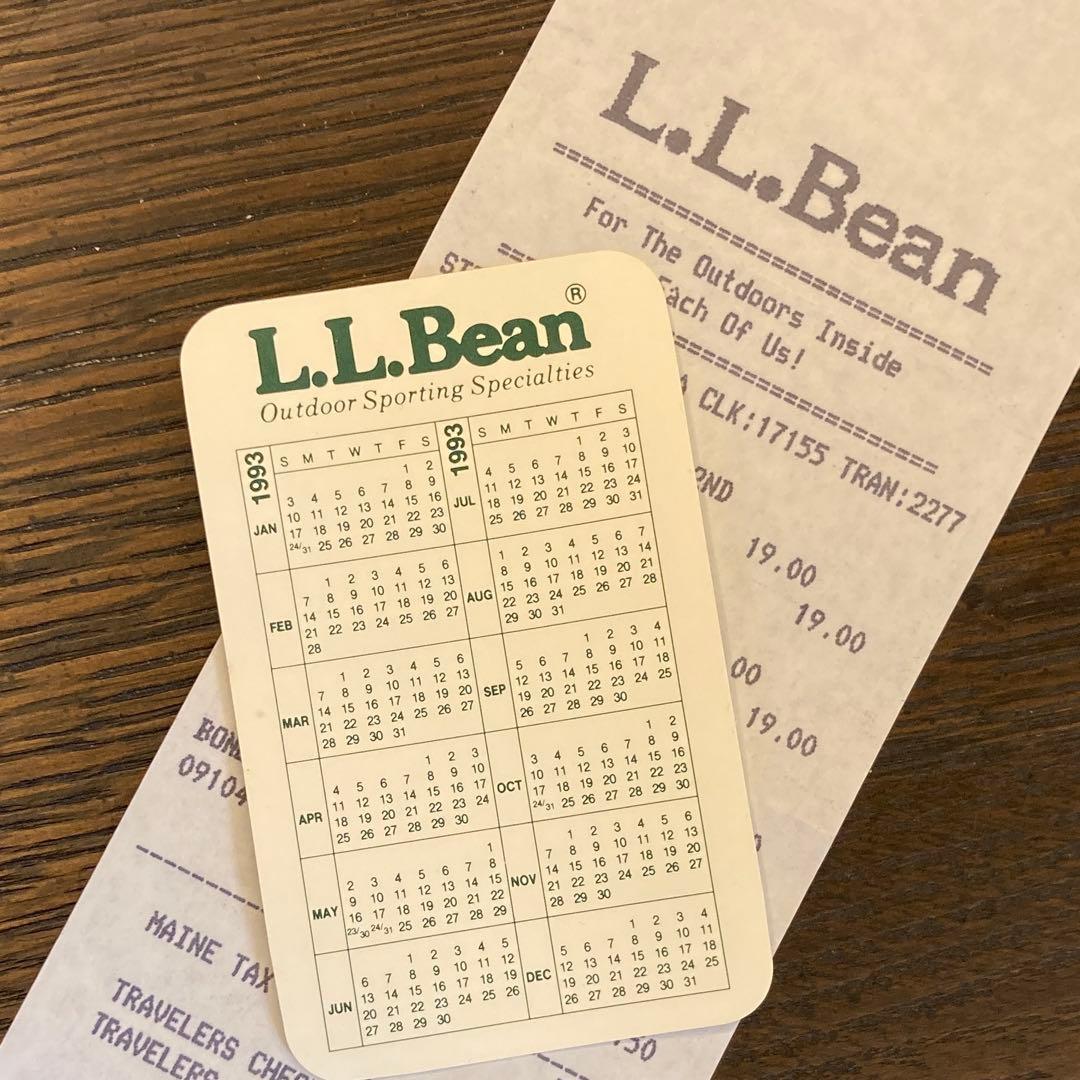 L.L.Bean
For The Outdoors Inside
Each Of Us!
CLK:17155 TRAN:2277
19.00
19.00
00
19.00
09104
MAINE TAX
TRAVELERS
TRAVELERS
L.L.Bean®
Outdoor Sporting Specialties
1993 S M T W T F S
JAN
1 2
3 4 5 6 7 8 9
10 11 12 13 14 15 16
17 18 19 20 21 22 23
24/31 25 26 27 28 29 30
FEB
1 2 3 4 5 6
7 8 9 10 11 12 13
14 15 16 17 18 19 20
21 22 23 24 25 26 27
28
MAR
1 2 3 4 5 6
7 8 9 10 11 12 13
14 15 16 17 18 19 20
21 22 23 24 25 26 27
28 29 30 31
APR
1 2 3
4 5 6 7 8 9 10
11 12 13 14 15 16 17
18 19 20 21 22 23 24
25 26 27 28 29 30
MAY
1
2 3 4 5 6 7 8
9 10 11 12 13 14 15
16 17 18 19 20 21 22
23/30 24/31 25 26 27 28 29
JUN
1 2 3 4 5
6 7 8 9 10 11 12
13 14 15 16 17 18 19
20 21 22 23 24 25 26
27 28 29 30
1993 S M T W T F S
JUL
1 2 3
4 5 6 7 8 9 10
11 12 13 14 15 16 17
18 19 20 21 22 23 24
25 26 27 28 29 30 31
AUG
1 2 3 4 5 6 7
8 9 10 11 12 13 14
15 16 17 18 19 20 21
22 23 24 25 26 27 28
29 30 31
SEP
1 2 3 4
5 6 7 8 9 10 11
12 13 14 15 16 17 18
19 20 21 22 23 24 25
26 27 28 29 30
OCT
1 2
3 4 5 6 7 8 9
10 11 12 13 14 15 16
17 18 19 20 21 22 23
24/31 25 26 27 28 29 30
NOV
1 2 3 4 5 6
7 8 9 10 11 12 13
14 15 16 17 18 19 20
21 22 23 24 25 26 27
28 29 30
DEC
1 2 3 4
5 6 7 8 9 10 11
12 13 14 15 16 17 18
19 20 21 22 23 24 25
26 27 28 29 30 31